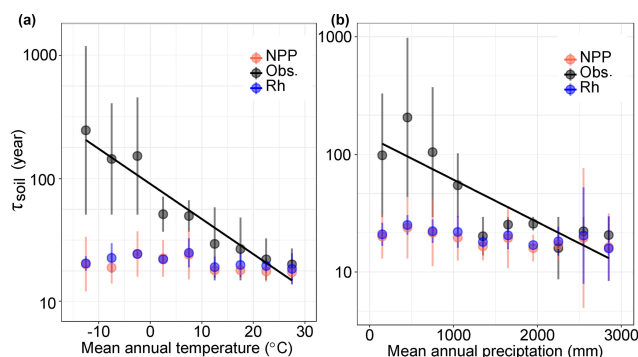 (a)
(b)
1000
100
10
τsoil (year)
NPP
Obs.
Rh
-10 0 10 20 30
Mean annual temperature (°C)
1000
100
10
NPP
Obs.
Rh
0 1000 2000 3000
Mean annual preciptation (mm)